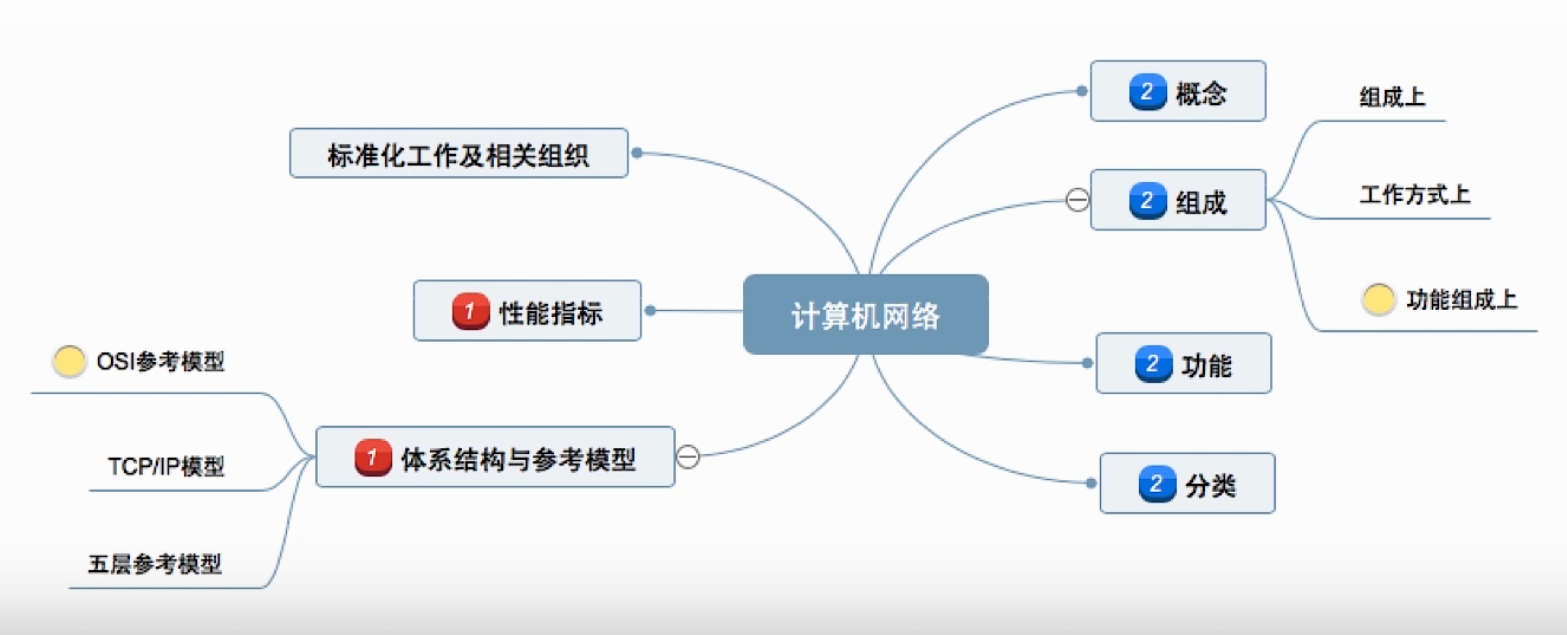 计算机网络
2 概念
2 组成
组成上
工作方式上
功能组成上
2 功能
2 分类
标准化工作及相关组织
1 性能指标
1 体系结构与参考模型
OSI参考模型
TCP/IP模型
五层参考模型